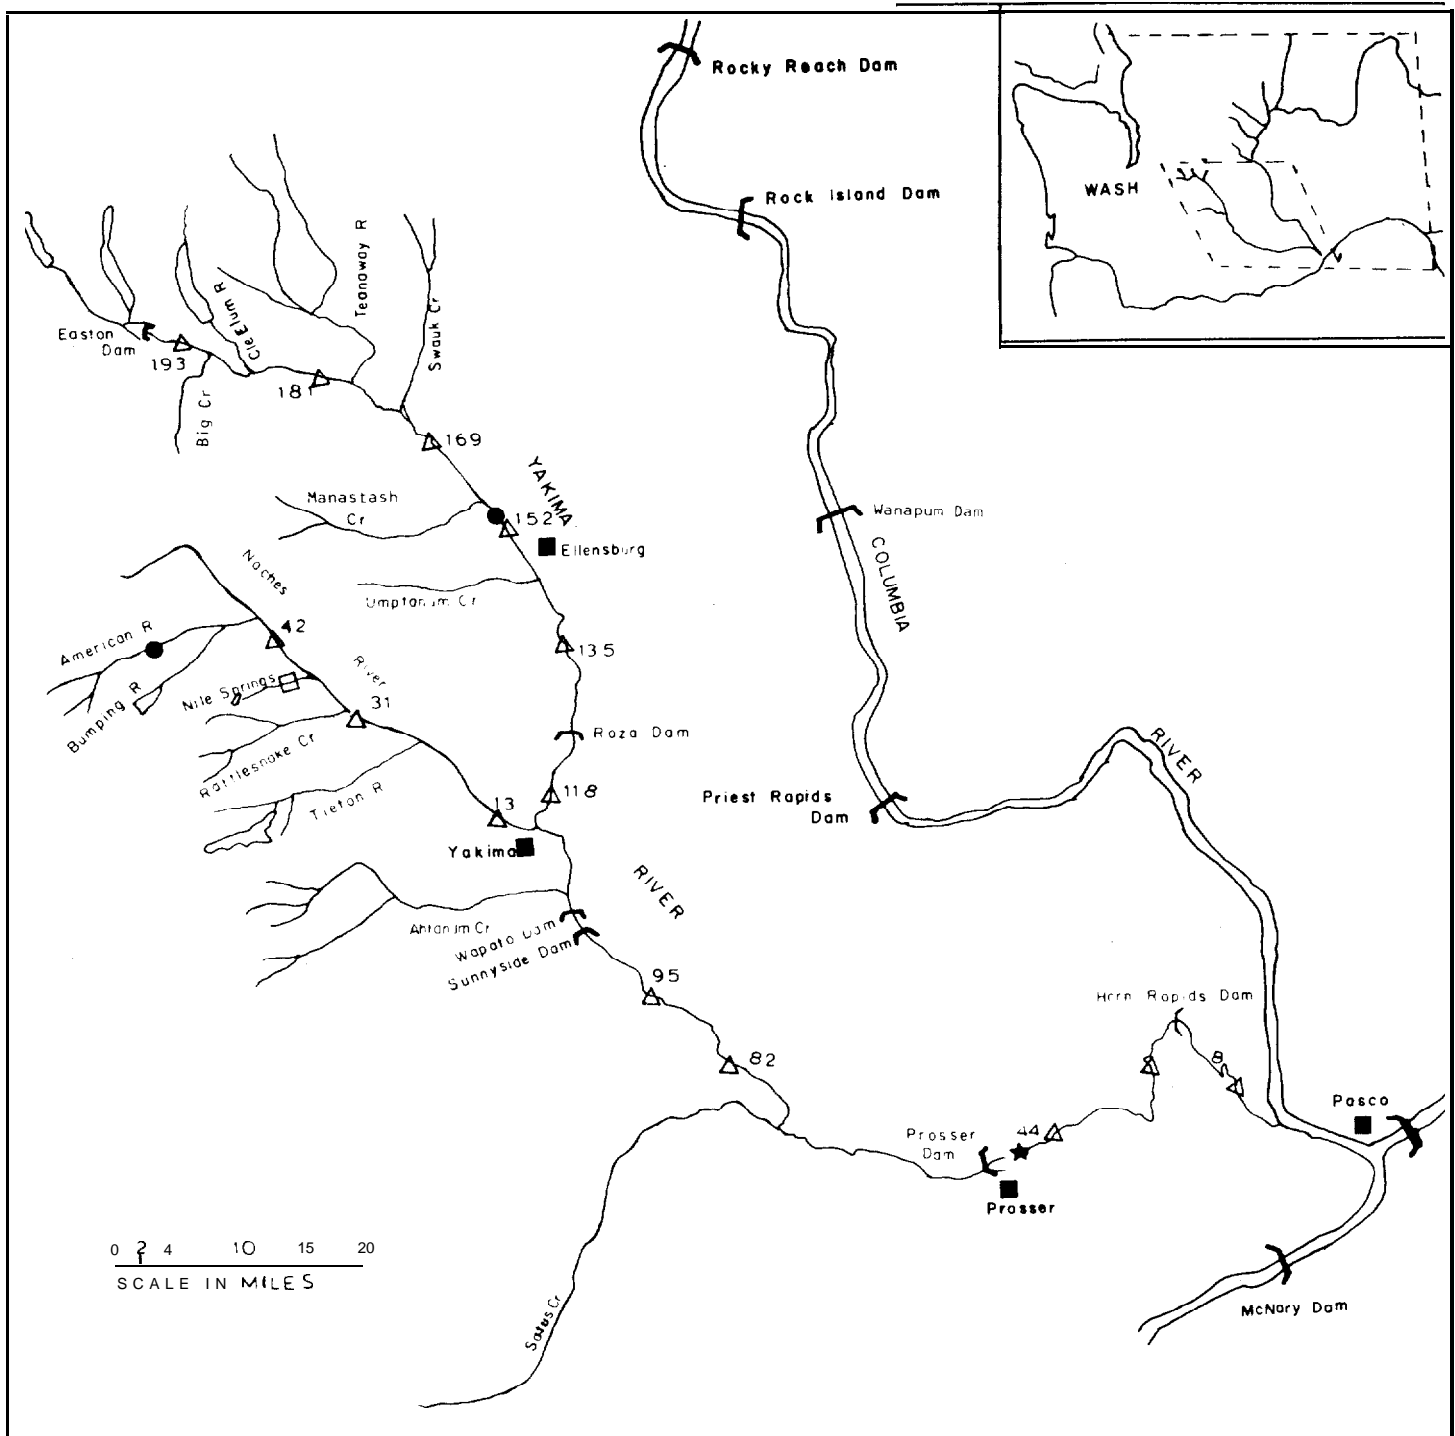 Rocky Reach Dam
WASH
Rock Island Dam
Teanaway R
Cle Elum R
Swauk Cr
Easton
Dam
193
181
Big Cr
169
YAKIMA
Manastash
Cr
152
Ellensburg
Wanapum Dam
COLUMBIA
Naches
Umptanum Cr
42
American R
135
River
Nile Springs
Bumping R
31
Roza Dam
Rattlesnake Cr
RIVER
Tieton R
13
118
Priest Rapids
Dam
Yakima
RIVER
Ahtanum Cr
Wapato Dam
Sunnyside Dam
95
Horn Rapids Dam
82
8
8
Pasco
44
Prosser
Dam
Prosser
0 2 4 10 15 20
SCALE IN MILES
Satus Cr
McNary Dam